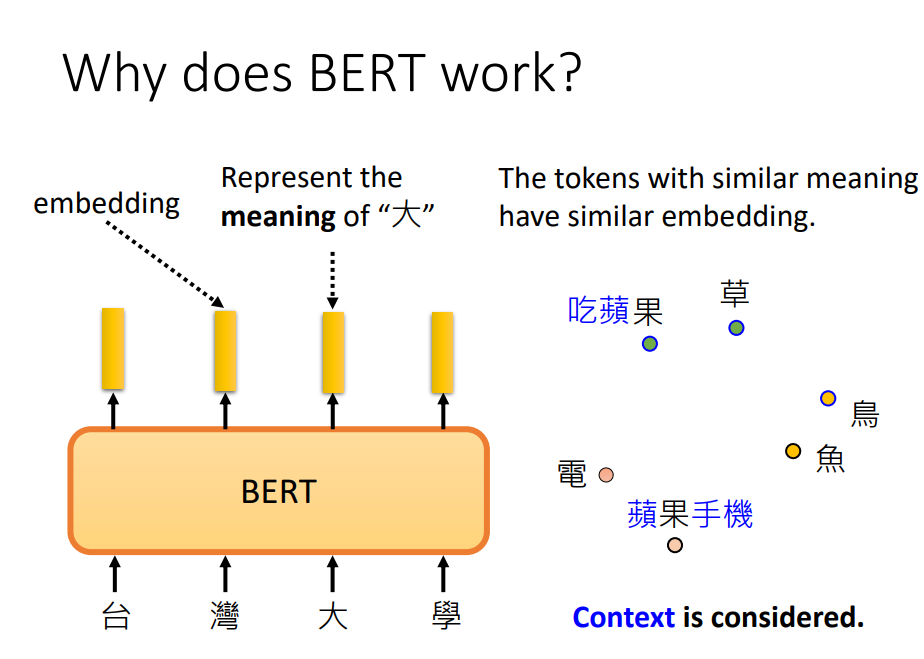 Why does BERT work?
embedding
Represent the
meaning of “大”
BERT
台 灣 大 學
The tokens with similar meaning
have similar embedding.
吃蘋果
草
鳥
魚
電
蘋果手機
Context is considered.